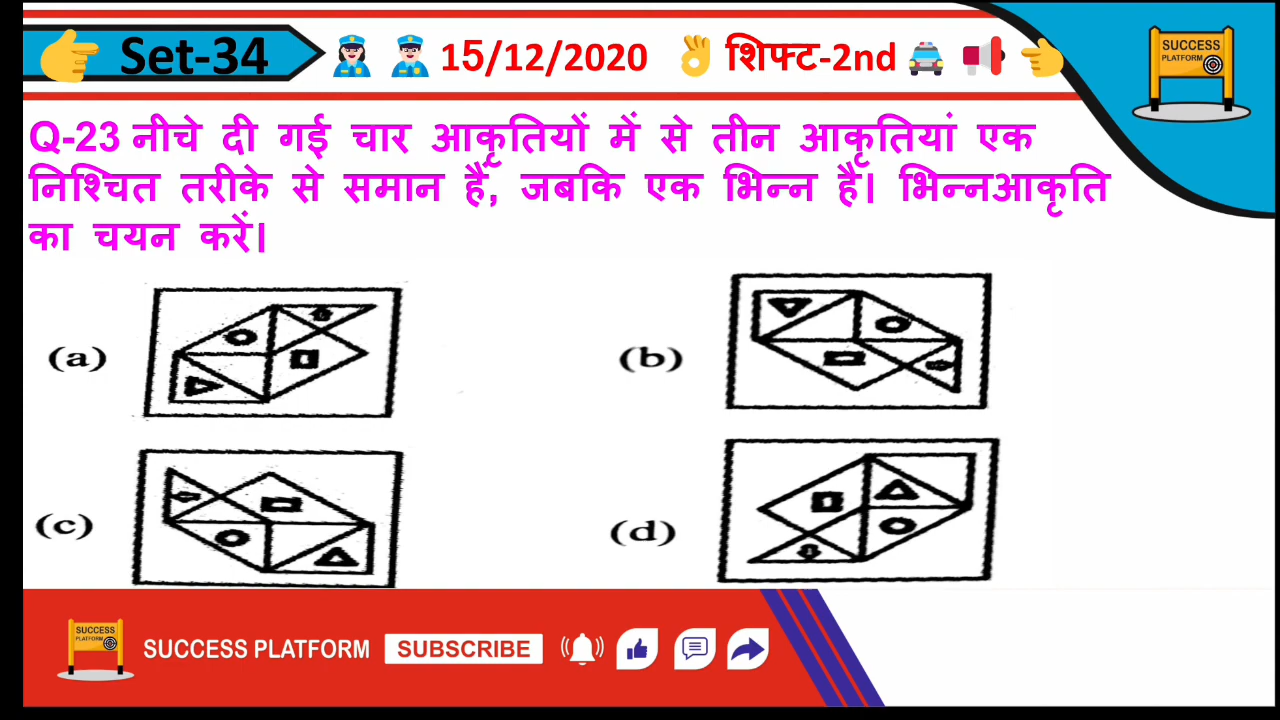 Set-34 15/12/2020 शिफ्ट-2nd
SUCCESS
PLATFORM
Q-23 नीचे दी गई चार आकृतियों में से तीन आकृतियां एक
निश्चित तरीके से समान हैं, जबकि एक भिन्न है। भिन्नआकृति
का चयन करें।
(a)
(b)
(c)
(d)
SUCCESS
PLATFORM
SUCCESS PLATFORM SUBSCRIBE